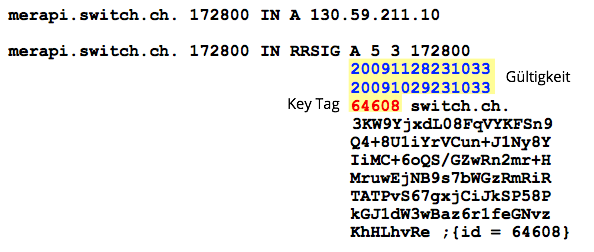 merapi.switch.ch. 172800 IN A 130.59.211.10
merapi.switch.ch. 172800 IN RRSIG A 5 3 172800
20091128231033
Gültigkeit
20091029231033
Key Tag 64608 switch.ch.
3KW9YjxdL08FqVYKFSn9
Q4+8U1iYrVCun+J1Ny8Y
IiMC+6oQS/GZwRn2mr+H
MruwEjNB9s7bWGzRmRiR
TATPvS67gxjCiJkSP58P
kGJ1dW3wBaz6r1feGNvz
KhHLhvRe ;{id = 64608}